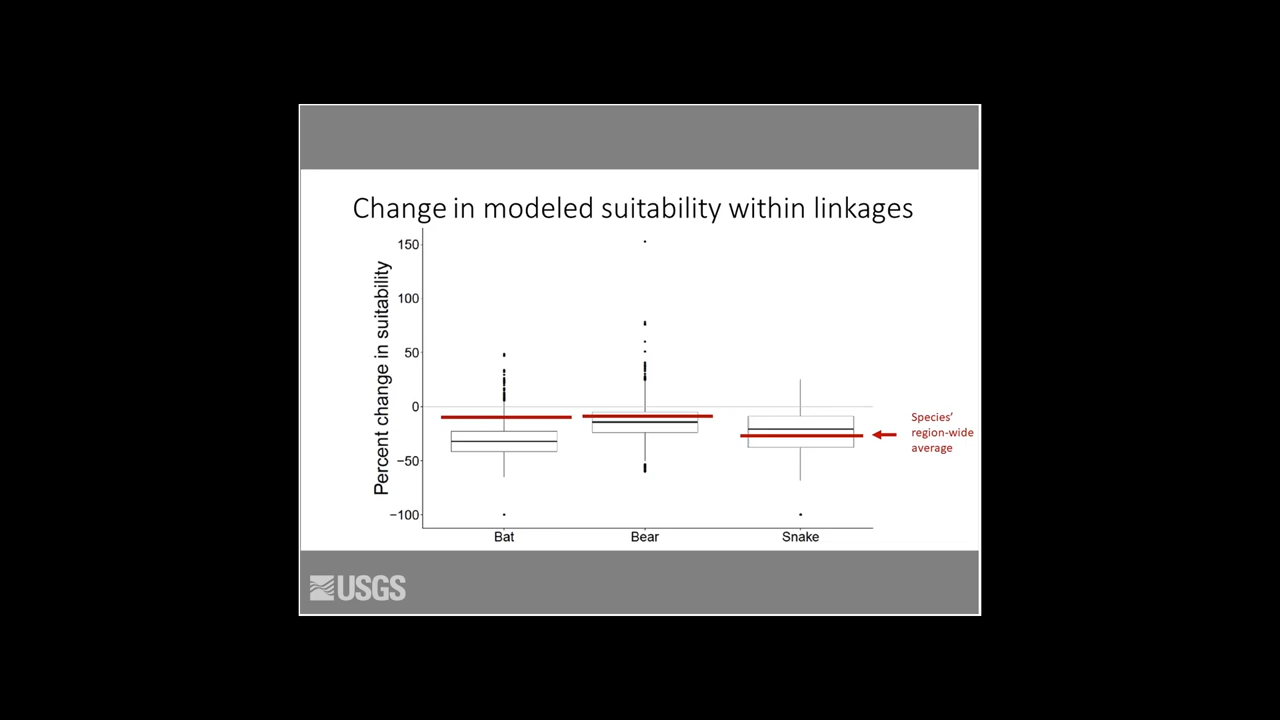 Change in modeled suitability within linkages
Percent change in suitability
150
100
50
0
−50
−100
Bat
Bear
Snake
Species’
region-wide
average
USGS